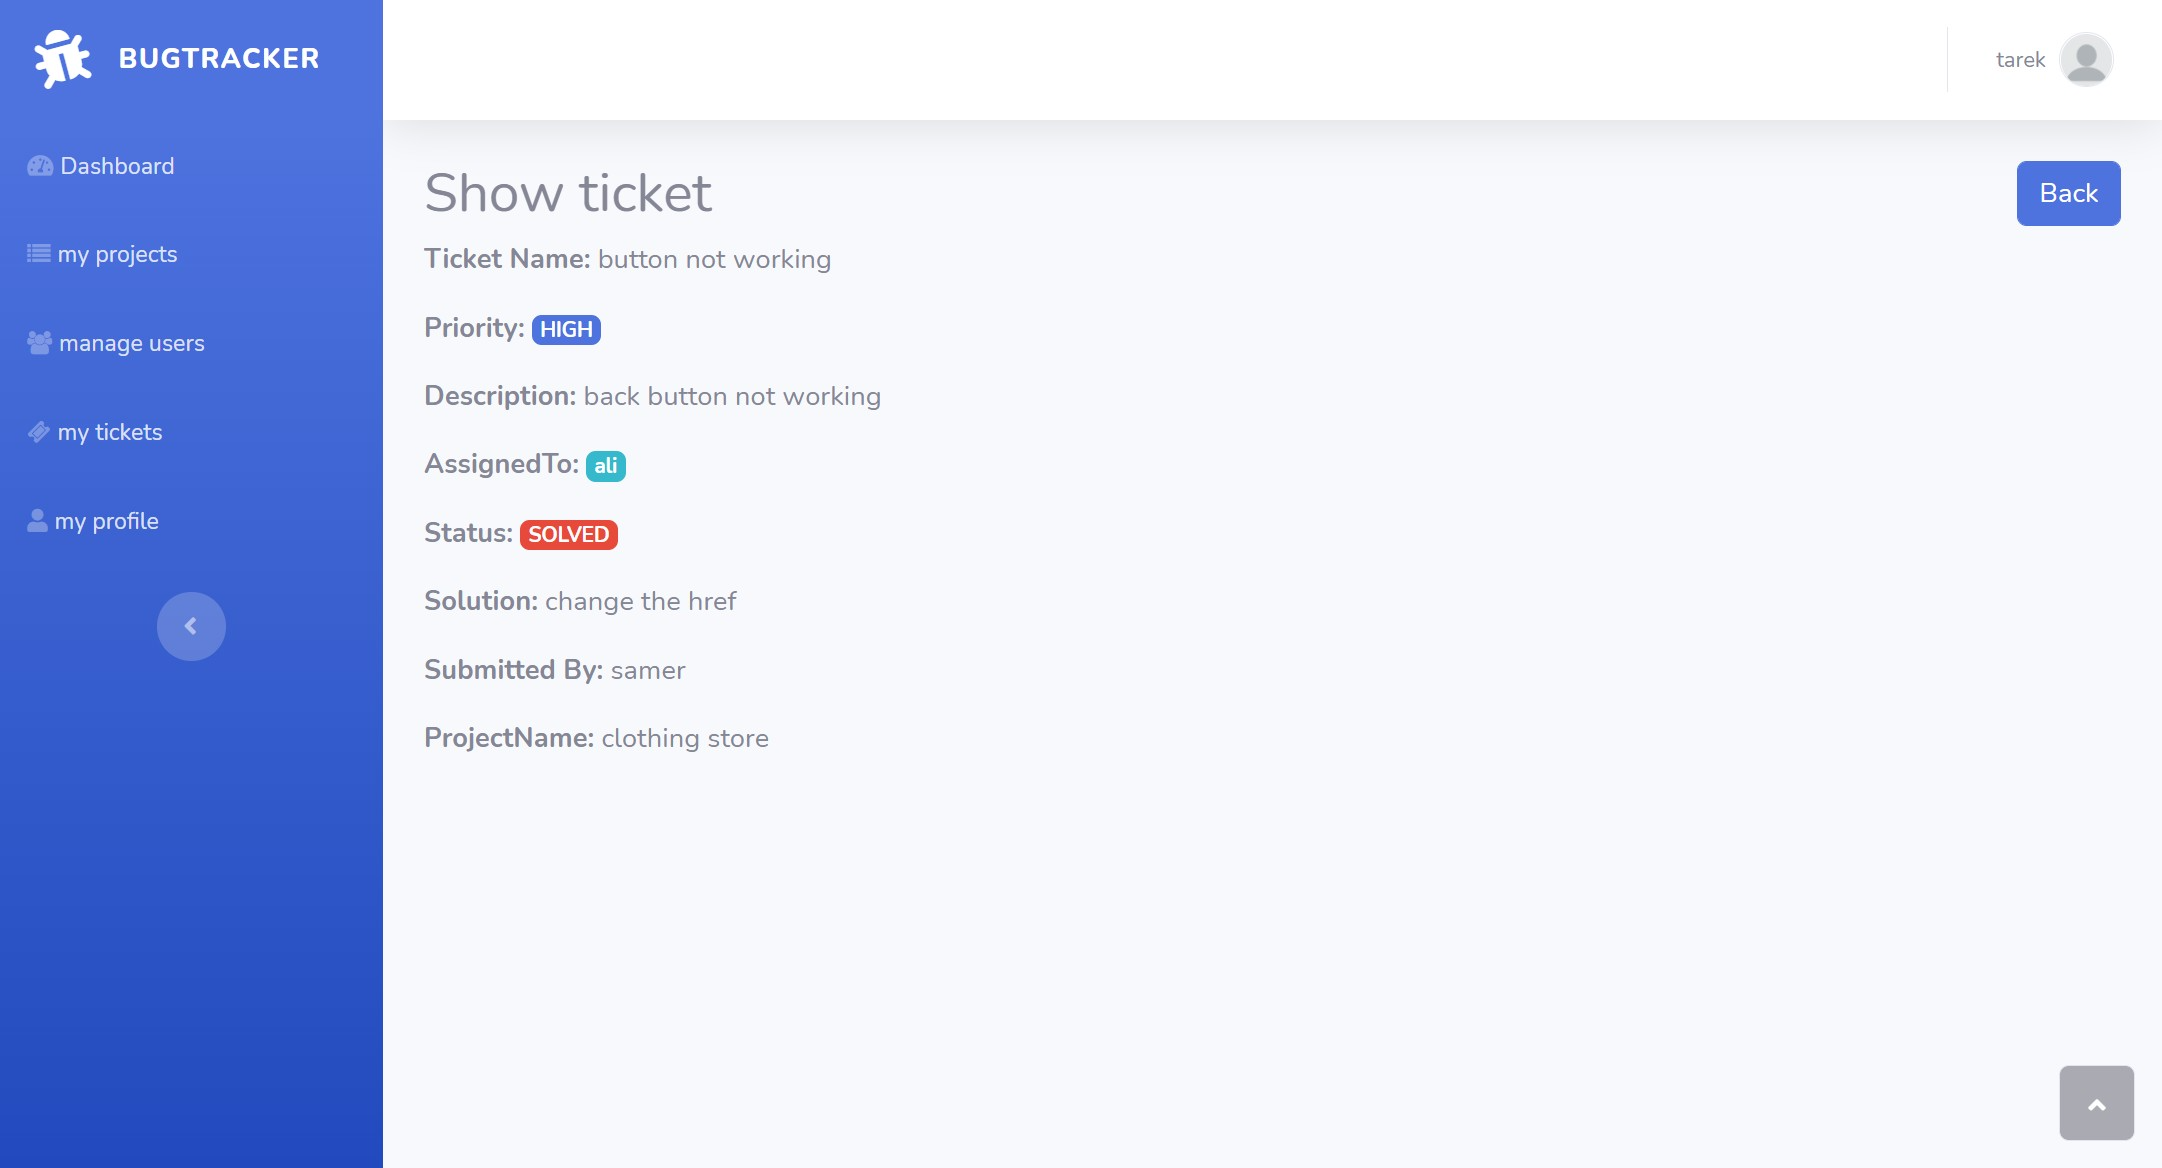 BUGTRACKER
tarek
Dashboard
my projects
manage users
my tickets
my profile
Show ticket
Back
Ticket Name: button not working
Priority: HIGH
Description: back button not working
AssignedTo: ali
Status: SOLVED
Solution: change the href
Submitted By: samer
ProjectName: clothing store